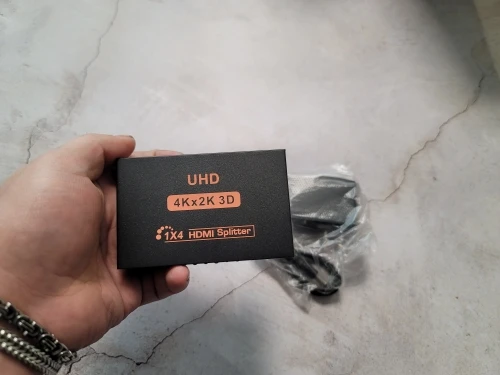 UHD
4Kx2K 3D
1X4 HDMI Splitter